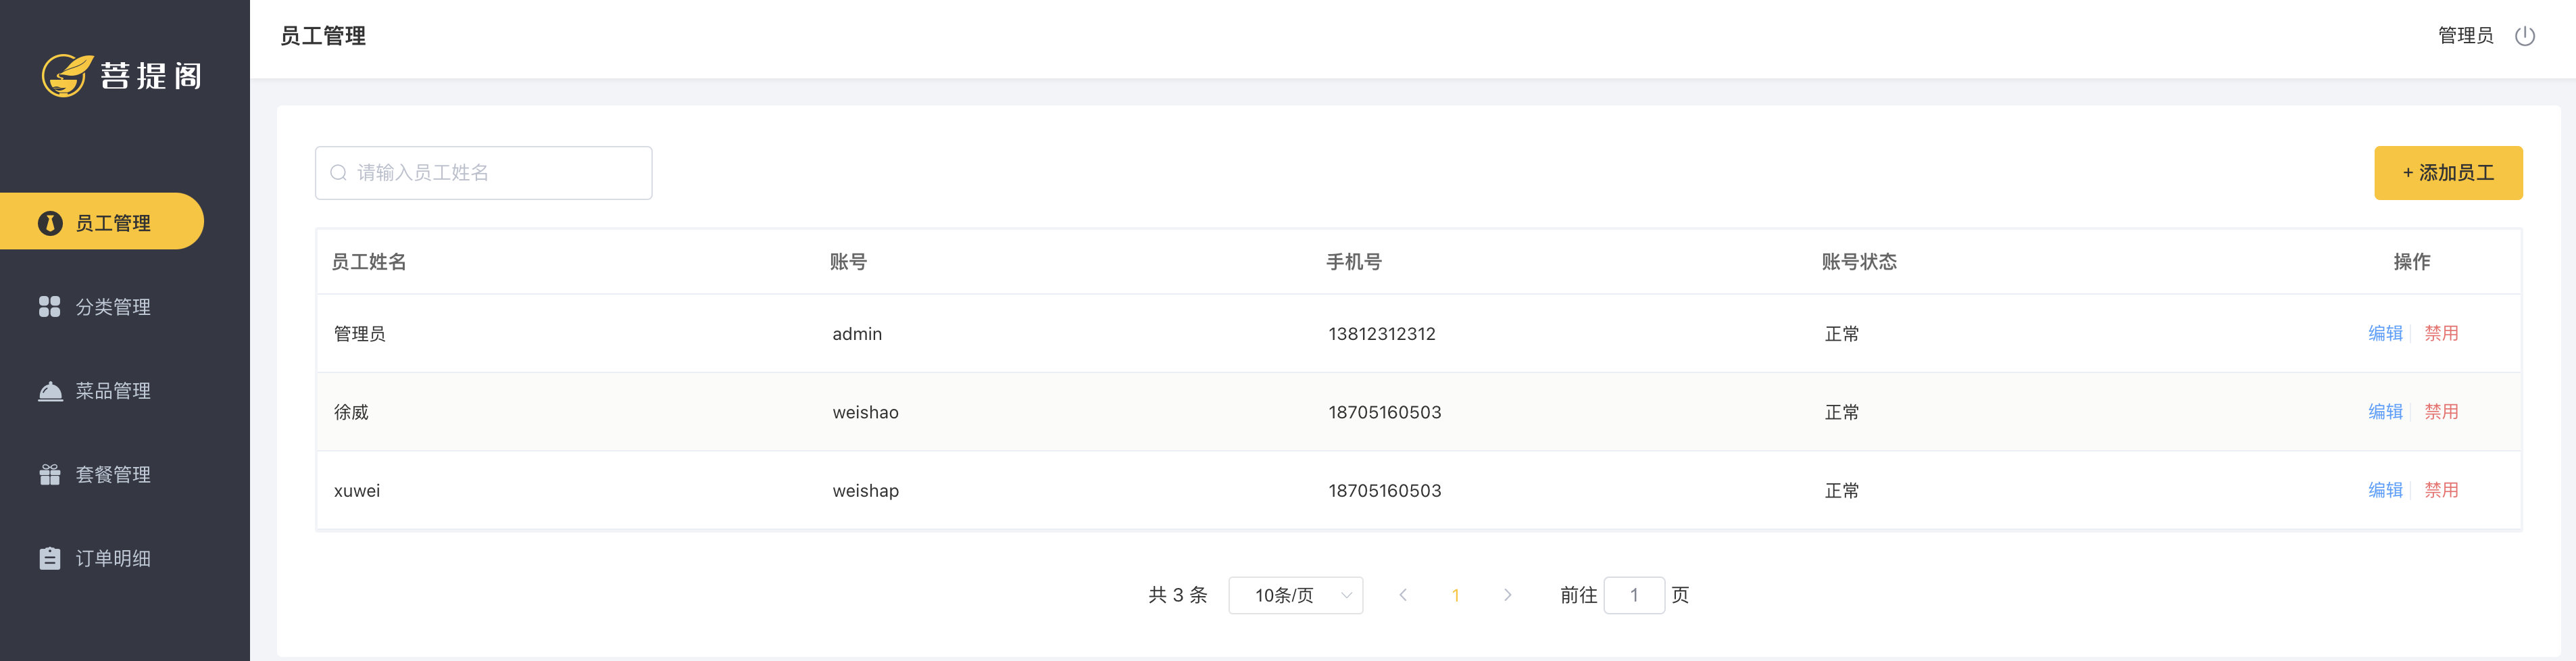 菩提阁
员工管理
分类管理
菜品管理
套餐管理
订单明细
员工管理
管理员
请输入员工姓名
+ 添加员工
员工姓名 账号 手机号 账号状态 操作
管理员 admin 13812312312 正常 编辑 禁用
徐威 weishao 18705160503 正常 编辑 禁用
xuwei weishap 18705160503 正常 编辑 禁用
共 3 条 10条/页 1 前往 1 页